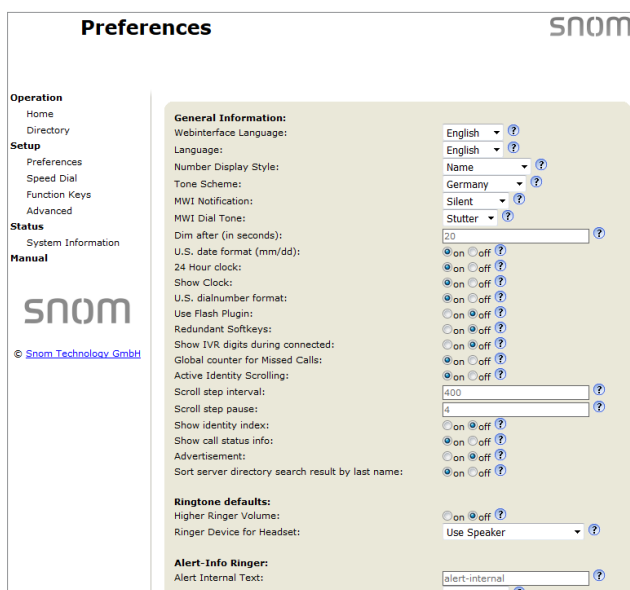 Preferences
snom
Operation
Home
Directory
Setup
Preferences
Speed Dial
Function Keys
Advanced
Status
System Information
Manual
snom
© Snom Technology GmbH
General Information:
Webinterface Language: English ?
Language: English ?
Number Display Style: Name ?
Tone Scheme: Germany ?
MWI Notification: Silent ?
MWI Dial Tone: Stutter ?
Dim after (in seconds): 20 ?
U.S. date format (mm/dd): on off ?
24 Hour clock: on off ?
Show Clock: on off ?
U.S. dialnumber format: on off ?
Use Flash Plugin: on off ?
Redundant Softkeys: on off ?
Show IVR digits during connected: on off ?
Global counter for Missed Calls: on off ?
Active Identity Scrolling: on off ?
Scroll step interval: 400 ?
Scroll step pause: 4 ?
Show identity index: on off ?
Show call status info: on off ?
Advertisement: on off ?
Sort server directory search result by last name: on off ?
Ringtone defaults:
Higher Ringer Volume: on off ?
Ringer Device for Headset: Use Speaker ?
Alert-Info Ringer:
Alert Internal Text: alert-internal ?